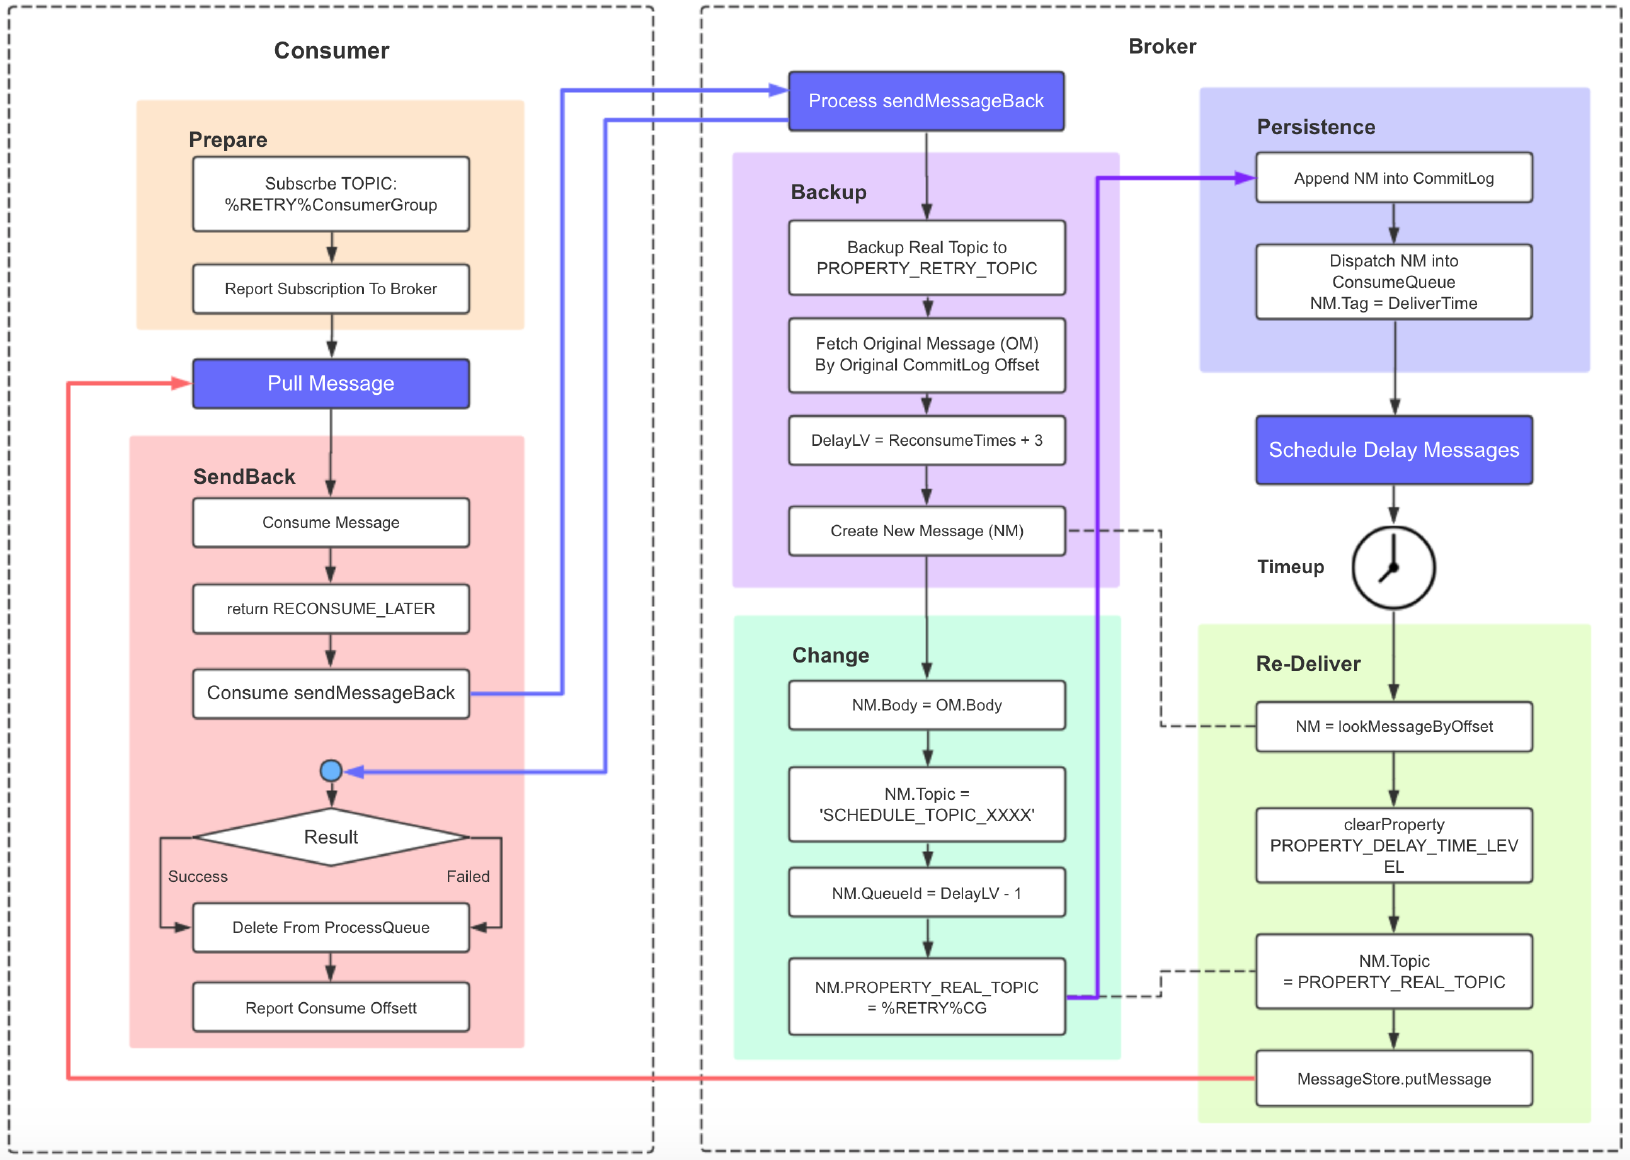 Consumer
Prepare
Subscrbe TOPIC:
%RETRY%ConsumerGroup
Report Subscription To Broker
Pull Message
SendBack
Consume Message
return RECONSUME_LATER
Consume sendMessageBack
Result
Success
Failed
Delete From ProcessQueue
Report Consume Offsett
Broker
Process sendMessageBack
Backup
Backup Real Topic to
PROPERTY_RETRY_TOPIC
Fetch Original Message (OM)
By Original CommitLog Offset
DelayLV = ReconsumeTimes + 3
Create New Message (NM)
Change
NM.Body = OM.Body
NM.Topic =
'SCHEDULE_TOPIC_XXXX'
NM.QueueId = DelayLV - 1
NM.PROPERTY_REAL_TOPIC
= %RETRY%CG
Persistence
Append NM into CommitLog
Dispatch NM into
ConsumeQueue
NM.Tag = DeliverTime
Schedule Delay Messages
Timeup
Re-Deliver
NM = lookMessageByOffset
clearProperty
PROPERTY_DELAY_TIME_LEV
EL
NM.Topic
= PROPERTY_REAL_TOPIC
MessageStore.putMessage